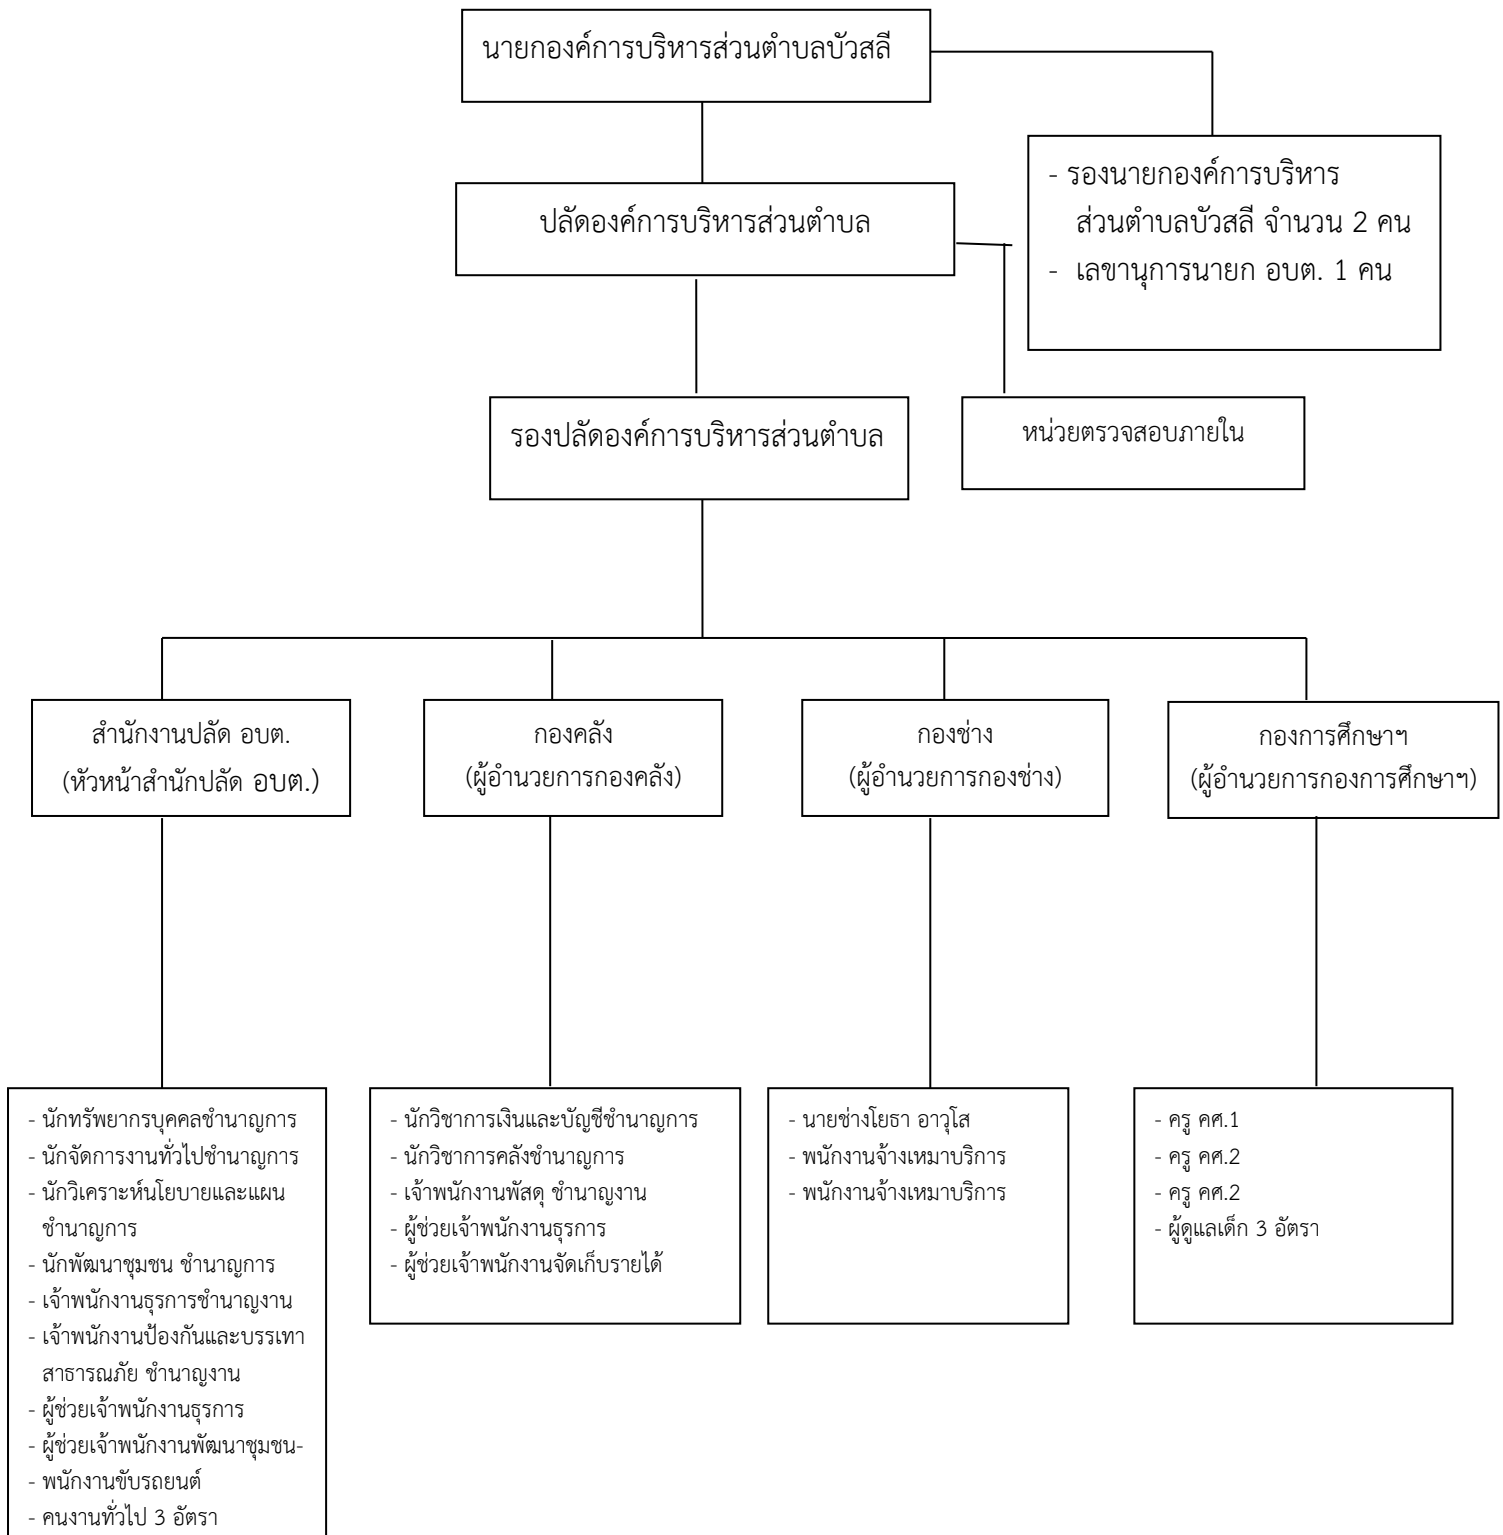 นายกองค์การบริหารส่วนตำบลบัวสลี
- รองนายกองค์การบริหาร
ส่วนตำบลบัวสลี จำนวน 2 คน
- เลขานุการนายก อบต. 1 คน
ปลัดองค์การบริหารส่วนตำบล
รองปลัดองค์การบริหารส่วนตำบล
หน่วยตรวจสอบภายใน
สำนักงานปลัด อบต.
(หัวหน้าสำนักปลัด อบต.)
กองคลัง
(ผู้อำนวยการกองคลัง)
กองช่าง
(ผู้อำนวยการกองช่าง)
กองการศึกษาฯ
(ผู้อำนวยการกองการศึกษาฯ)
- นักทรัพยากรบุคคลชำนาญการ
- นักจัดการงานทั่วไปชำนาญการ
- นักวิเคราะห์นโยบายและแผน
ชำนาญการ
- นักพัฒนาชุมชน ชำนาญการ
- เจ้าพนักงานธุรการชำนาญงาน
- เจ้าพนักงานป้องกันและบรรเทา
สาธารณภัย ชำนาญงาน
- ผู้ช่วยเจ้าพนักงานธุรการ
- ผู้ช่วยเจ้าพนักงานพัฒนาชุมชน-
- พนักงานขับรถยนต์
- คนงานทั่วไป 3 อัตรา
- นักวิชาการเงินและบัญชีชำนาญการ
- นักวิชาการคลังชำนาญการ
- เจ้าพนักงานพัสดุ ชำนาญงาน
- ผู้ช่วยเจ้าพนักงานธุรการ
- ผู้ช่วยเจ้าพนักงานจัดเก็บรายได้
- นายช่างโยธา อาวุโส
- พนักงานจ้างเหมาบริการ
- พนักงานจ้างเหมาบริการ
- ครู คศ.1
- ครู คศ.2
- ครู คศ.2
- ผู้ดูแลเด็ก 3 อัตรา